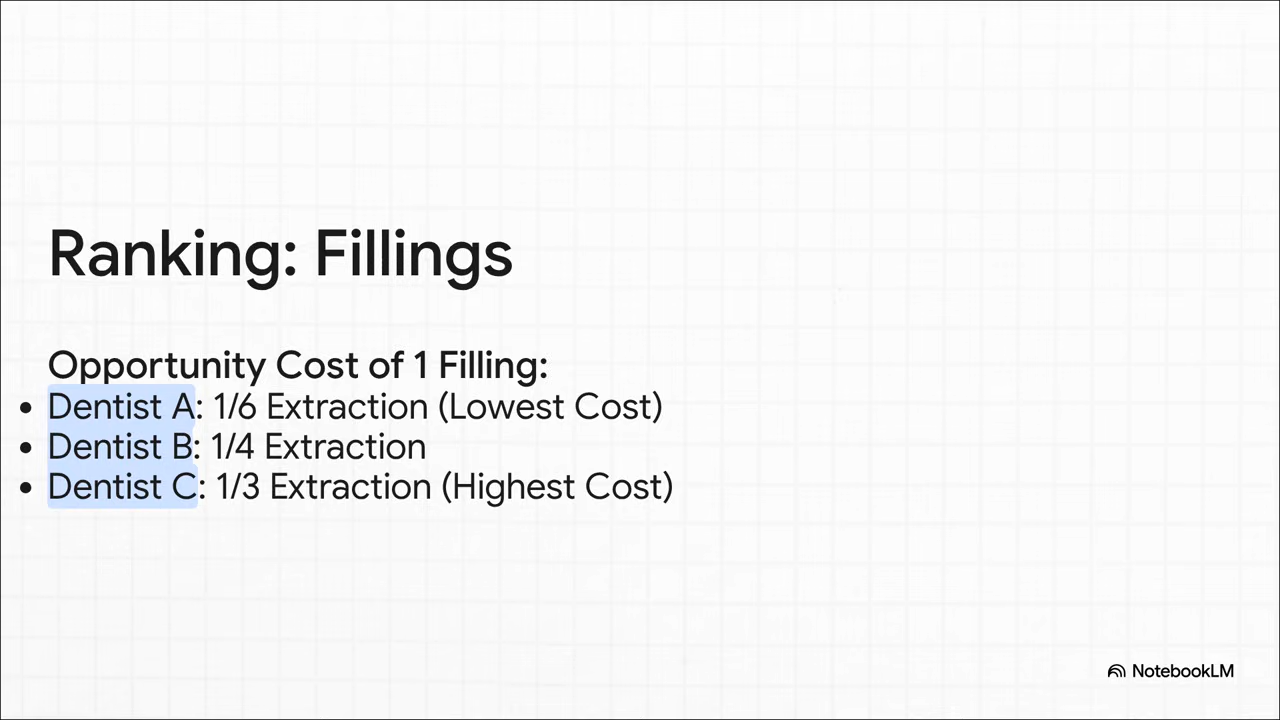 Ranking: Fillings
Opportunity Cost of 1 Filling:
• Dentist A: 1/6 Extraction (Lowest Cost)
• Dentist B: 1/4 Extraction
• Dentist C: 1/3 Extraction (Highest Cost)
NotebookLM